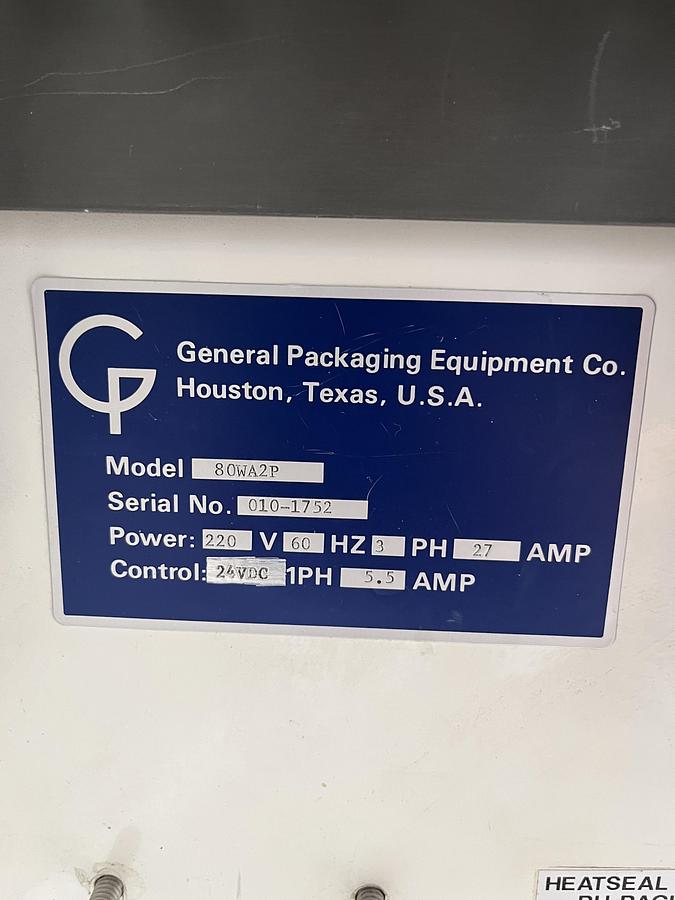 General Packaging Equipment Co.
Houston, Texas, U.S.A.
Model 80WA2P
Serial No. 010-1752
Power: 220 V 60 HZ 3 PH 27 AMP
Control: 24VDC 1PH 5.5 AMP
HEATSEAL